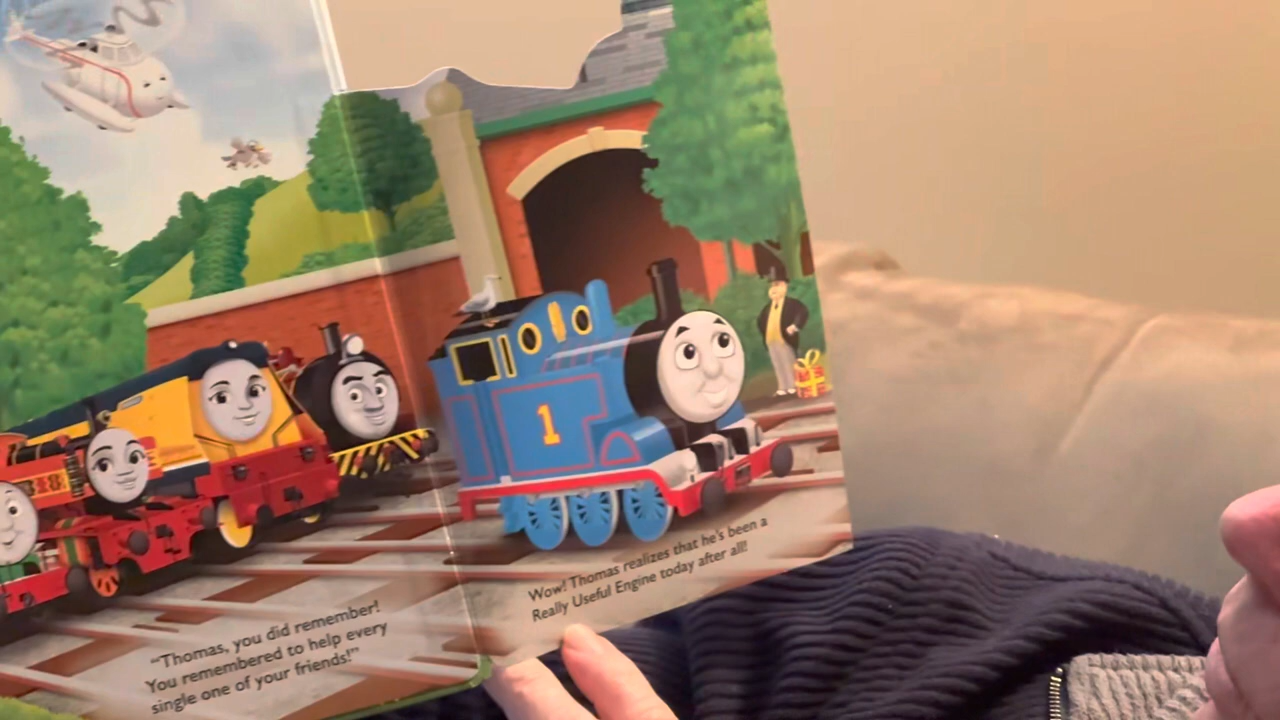 "Thomas, you did remember!
You remembered to help every
single one of your friends!"
1
Wow! Thomas realizes that he's been a
Really Useful Engine today after all!